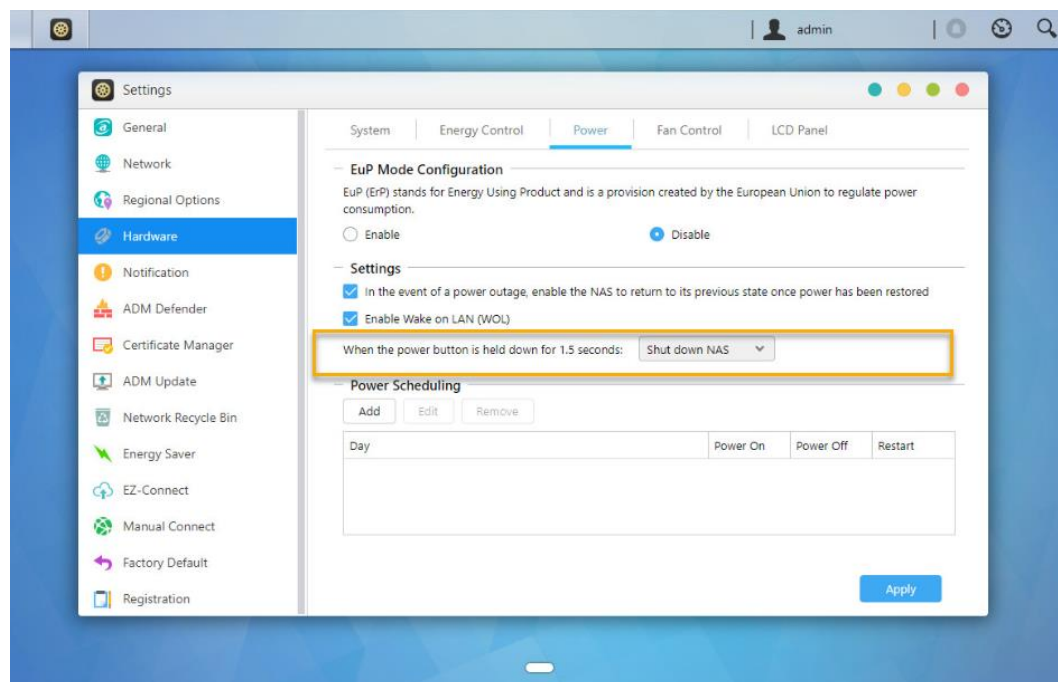 admin
Settings
General
Network
Regional Options
Hardware
Notification
ADM Defender
Certificate Manager
ADM Update
Network Recycle Bin
Energy Saver
EZ-Connect
Manual Connect
Factory Default
Registration
System Energy Control Power Fan Control LCD Panel
EuP Mode Configuration
EuP (ErP) stands for Energy Using Product and is a provision created by the European Union to regulate power
consumption.
Enable Disable
Settings
In the event of a power outage, enable the NAS to return to its previous state once power has been restored
Enable Wake on LAN (WOL)
When the power button is held down for 1.5 seconds: Shut down NAS
Power Scheduling
Add Edit Remove
Day Power On Power Off Restart
Apply